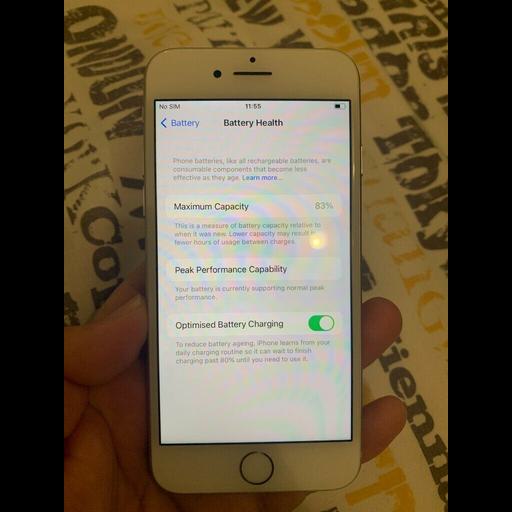 No SIM 11:55
Battery Battery Health
Phone batteries, like all rechargeable batteries, are
consumable components that become less
effective as they age. Learn more...
Maximum Capacity 83%
This is a measure of battery capacity relative to
when it was new. Lower capacity may result in
fewer hours of usage between charges.
Peak Performance Capability
Your battery is currently supporting normal peak
performance.
Optimised Battery Charging
To reduce battery ageing, iPhone learns from your
daily charging routine so it can wait to finish
charging past 80% until you need to use it.